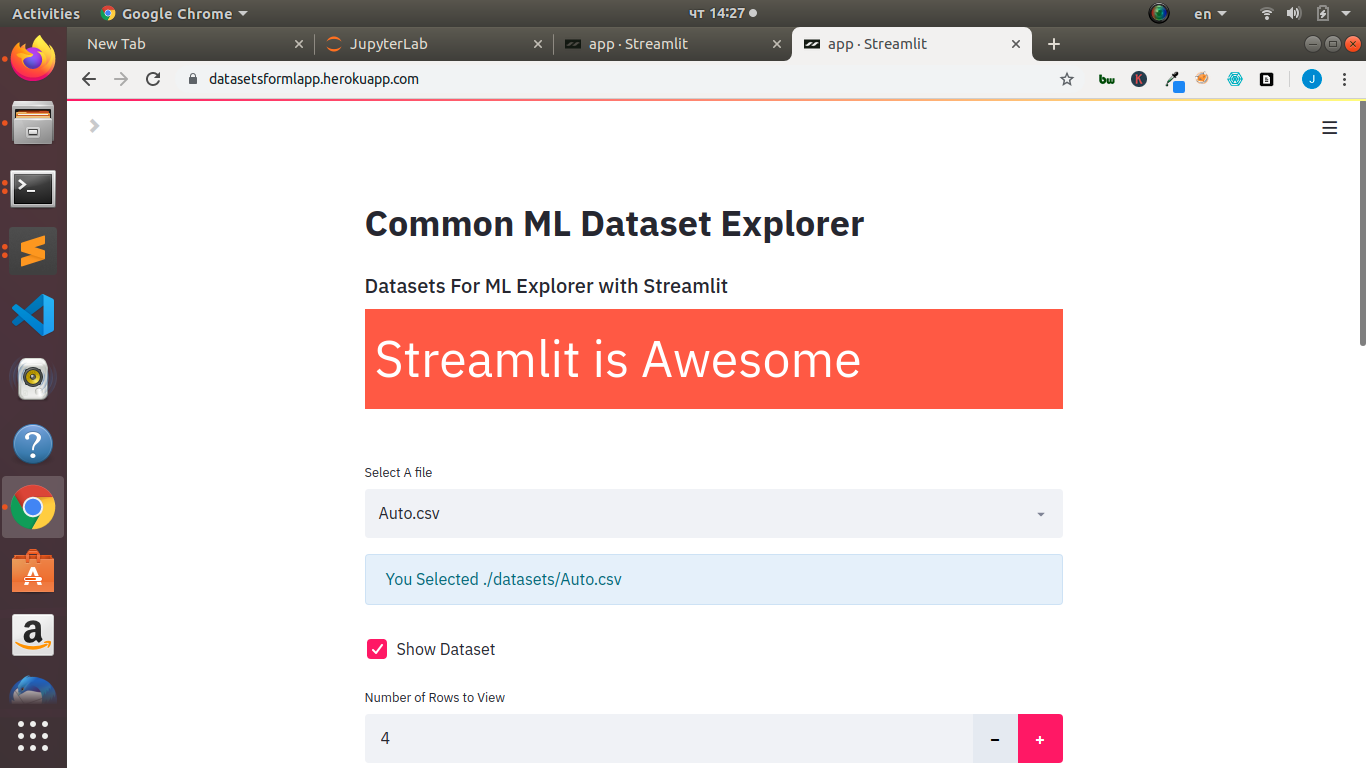 Activities
Google Chrome
чт 14:27
en
New Tab
JupyterLab
app · Streamlit
app · Streamlit
datasetsformlapp.herokuapp.com
bw
K
J
Common ML Dataset Explorer
Datasets For ML Explorer with Streamlit
Streamlit is Awesome
Select A file
Auto.csv
You Selected ./datasets/Auto.csv
Show Dataset
Number of Rows to View
4
- +